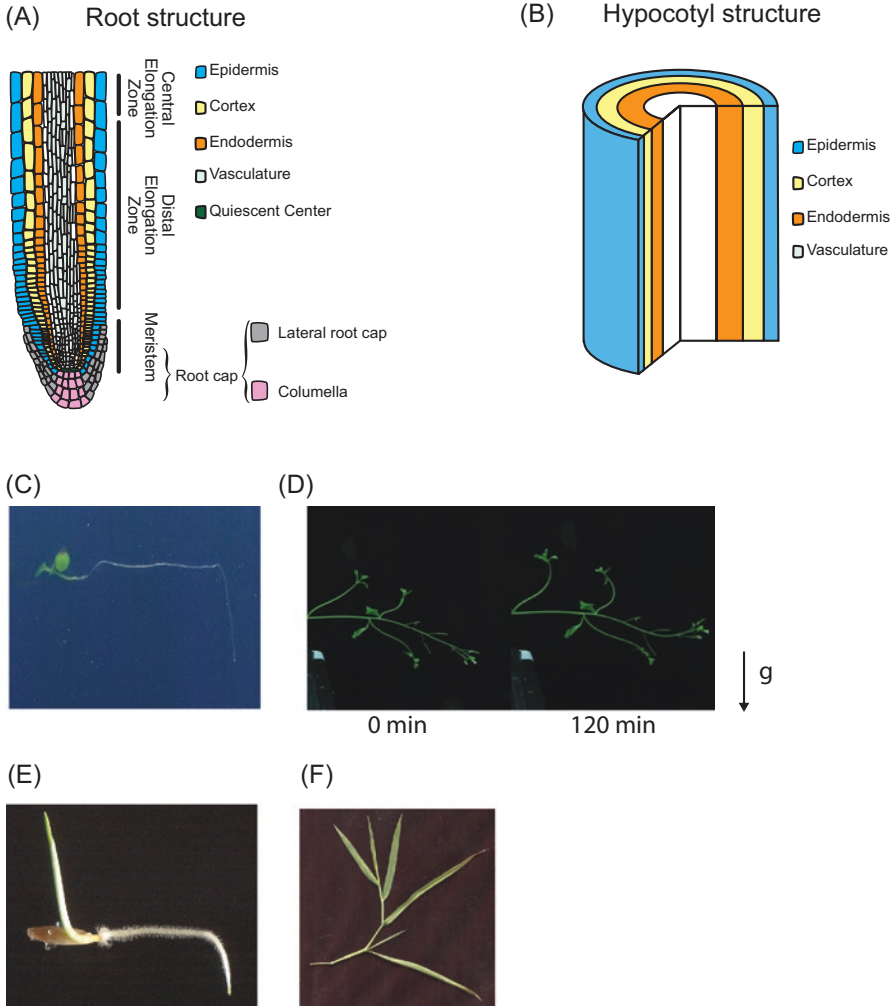 (A) Root structure
Central
Elongation
Zone
Distal
Elongation
Zone
Meristem
Epidermis
Cortex
Endodermis
Vasculature
Quiescent Center
Root cap
Lateral root cap
Columella
(B) Hypocotyl structure
Epidermis
Cortex
Endodermis
Vasculature
(C)
(D)
0 min
120 min
g
(E)
(F)